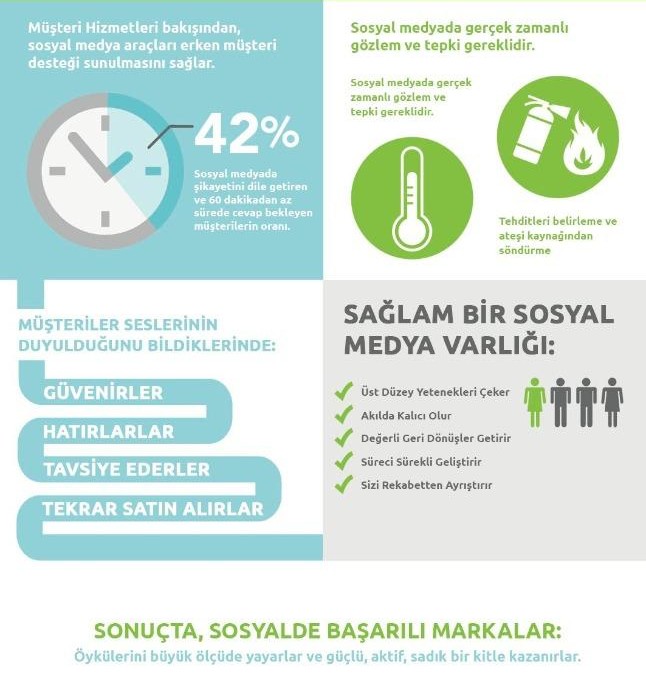 Müşteri Hizmetleri bakışından,
sosyal medya araçları erken müşteri
desteği sunulmasını sağlar.
42%
Sosyal medyada
şikayetini dile getiren
ve 60 dakikadan az
sürede cevap bekleyen
müşterilerin oranı.
Sosyal medyada gerçek zamanlı
gözlem ve tepki gereklidir.
Sosyal medyada gerçek
zamanlı gözlem ve
tepki gereklidir.
Tehditleri belirleme ve
ateşi kaynağından
söndürme
MÜŞTERİLER SESLERİNİN
DUYULDUĞUNU BİLDİKLERİNDE:
GÜVENİRLER
HATIRLARLAR
TAVSİYE EDERLER
TEKRAR SATIN ALIRLAR
SAĞLAM BİR SOSYAL
MEDYA VARLIĞI:
Üst Düzey Yetenekleri Çeker
Akılda Kalıcı Olur
Değerli Geri Dönüşler Getirir
Süreci Sürekli Geliştirir
Sizi Rekabetten Ayrıştırır
SONUÇTA, SOSYALDE BAŞARILI MARKALAR:
Öykülerini büyük ölçüde yayarlar ve güçlü, aktif, sadık bir kitle kazanırlar.